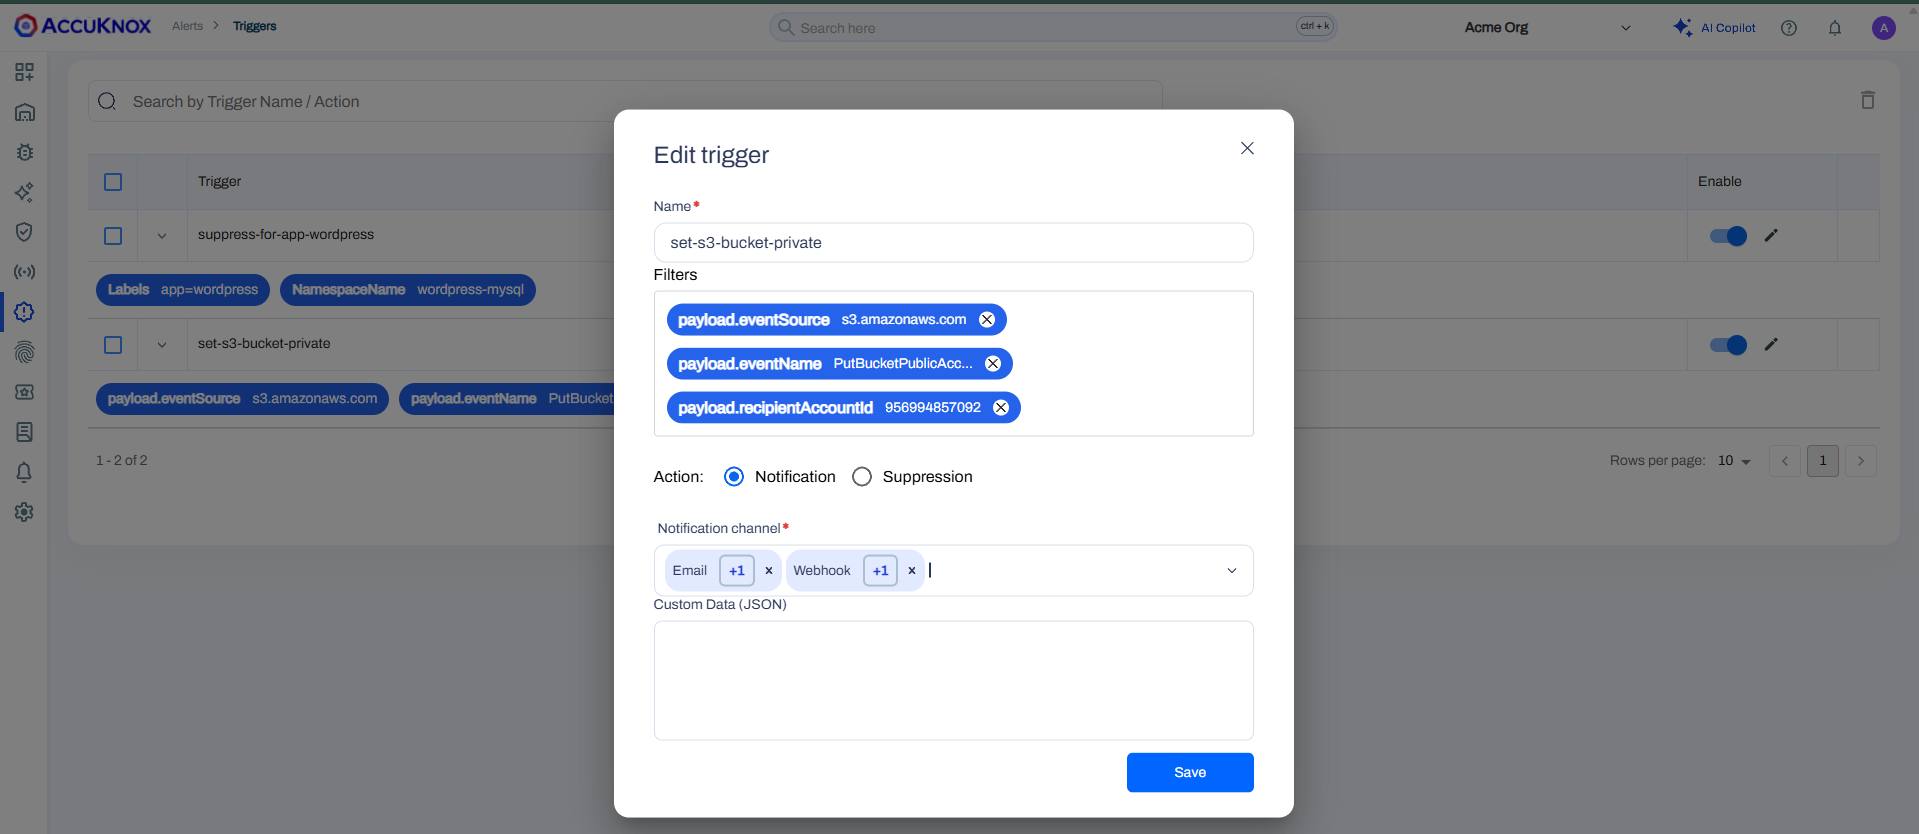 ACCUKNOX
Alerts > Triggers
Search here
ctrl + k
Acme Org
AI Copilot
A
Search by Trigger Name / Action
Trigger
Enable
suppress-for-app-wordpress
Labels app=wordpress
NamespaceName wordpress-mysql
set-s3-bucket-private
payload.eventSource s3.amazonaws.com
payload.eventName PutBucket
1 - 2 of 2
Rows per page: 10
1
Edit trigger
Name*
set-s3-bucket-private
Filters
payload.eventSource s3.amazonaws.com
payload.eventName PutBucketPublicAcc...
payload.recipientAccountId 956994857092
Action: Notification Suppression
Notification channel*
Email +1 x Webhook +1 x
Custom Data (JSON)
Save